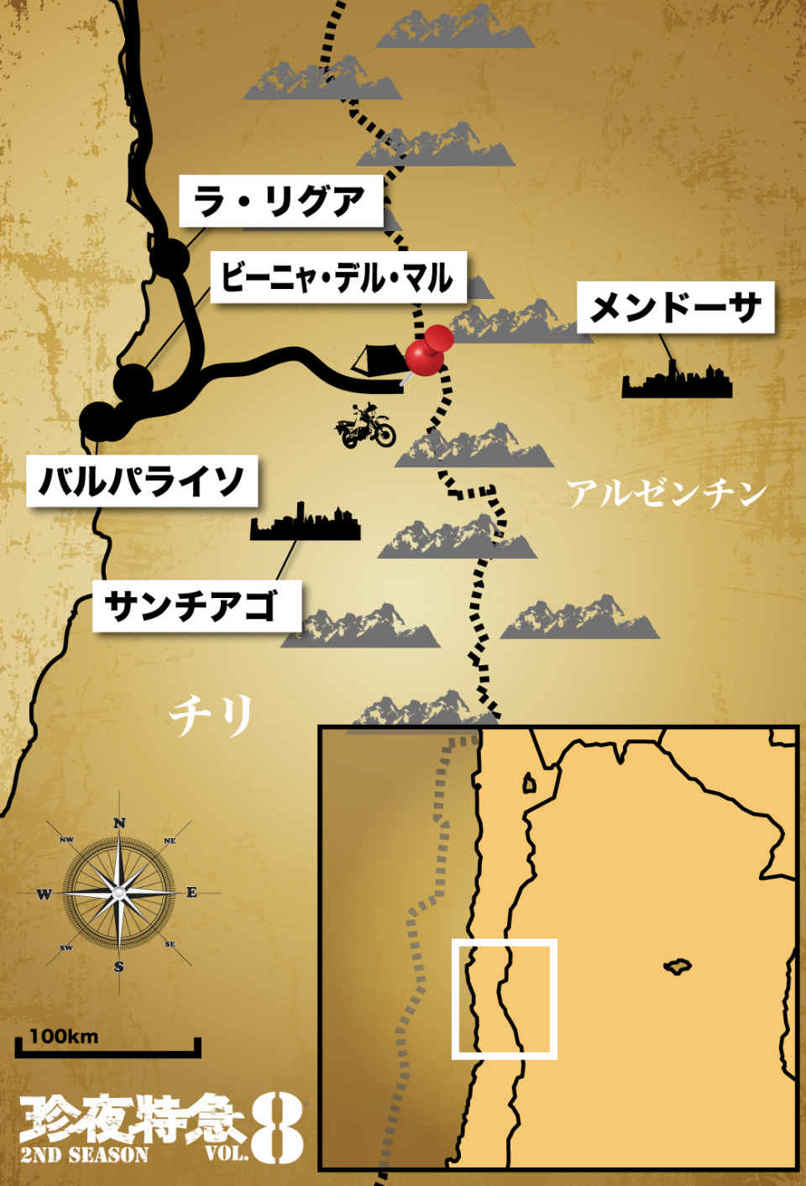 ラ・リグア
ビーニャ・デル・マル
メンドーサ
バルパライソ
アルゼンチン
サンチアゴ
チリ
N
NW
NE
W
E
SW
SE
S
100km
珍夜特急8
2ND SEASON VOL.